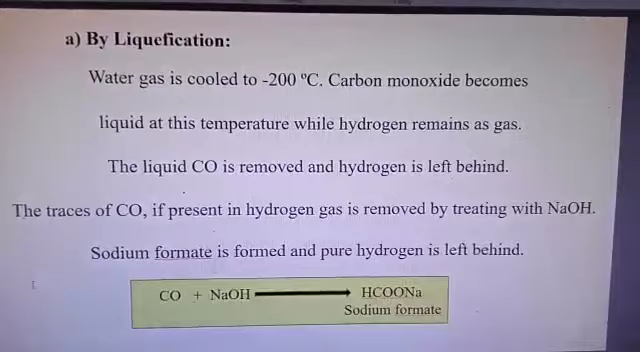 a) By Liquefication:
Water gas is cooled to -200 ºC. Carbon monoxide becomes
liquid at this temperature while hydrogen remains as gas.
The liquid CO is removed and hydrogen is left behind.
The traces of CO, if present in hydrogen gas is removed by treating with NaOH.
Sodium formate is formed and pure hydrogen is left behind.
CO + NaOH ⟶ HCOONa
Sodium formate